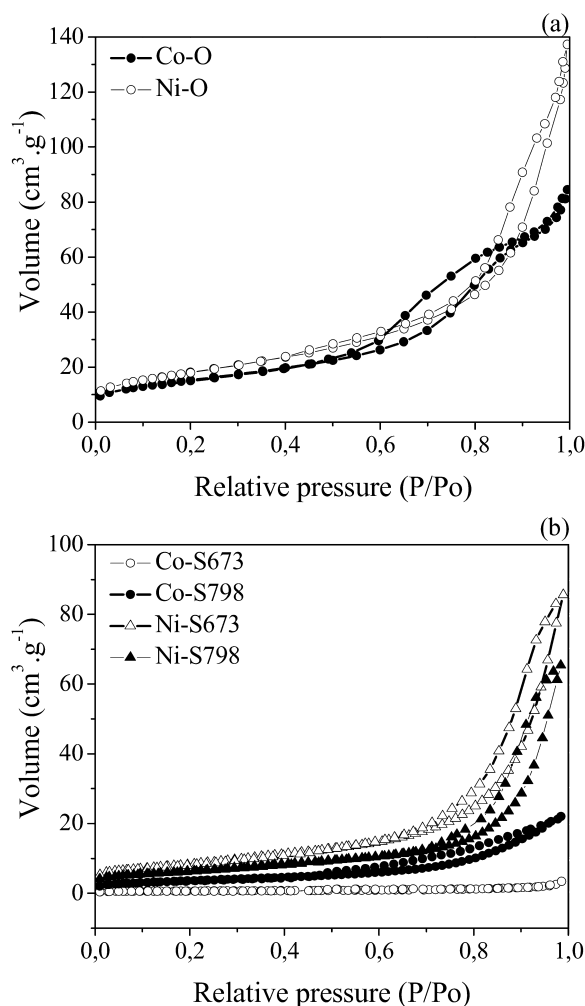 (a)
Co-O
Ni-O
140
120
100
80
60
40
20
0
Volume (cm³.g⁻¹)
0,0 0,2 0,4 0,6 0,8 1,0
Relative pressure (P/Po)
(b)
Co-S673
Co-S798
Ni-S673
Ni-S798
100
80
60
40
20
0
Volume (cm³.g⁻¹)
0,0 0,2 0,4 0,6 0,8 1,0
Relative pressure (P/Po)